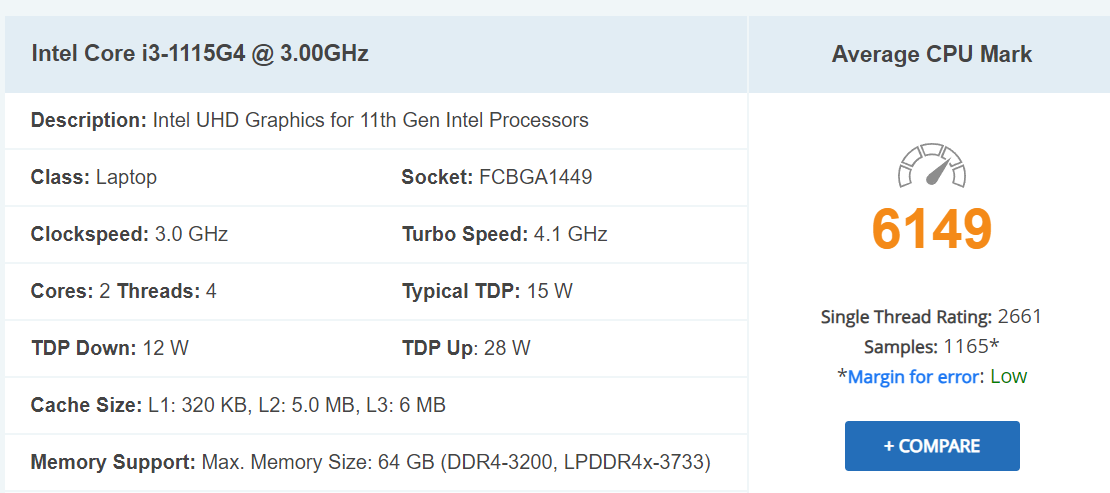 Intel Core i3-1115G4 @ 3.00GHz
Average CPU Mark
Description: Intel UHD Graphics for 11th Gen Intel Processors
Class: Laptop
Socket: FCBGA1449
Clockspeed: 3.0 GHz
Turbo Speed: 4.1 GHz
Cores: 2 Threads: 4
Typical TDP: 15 W
TDP Down: 12 W
TDP Up: 28 W
Cache Size: L1: 320 KB, L2: 5.0 MB, L3: 6 MB
Memory Support: Max. Memory Size: 64 GB (DDR4-3200, LPDDR4x-3733)
6149
Single Thread Rating: 2661
Samples: 1165*
*Margin for error: Low
+ COMPARE